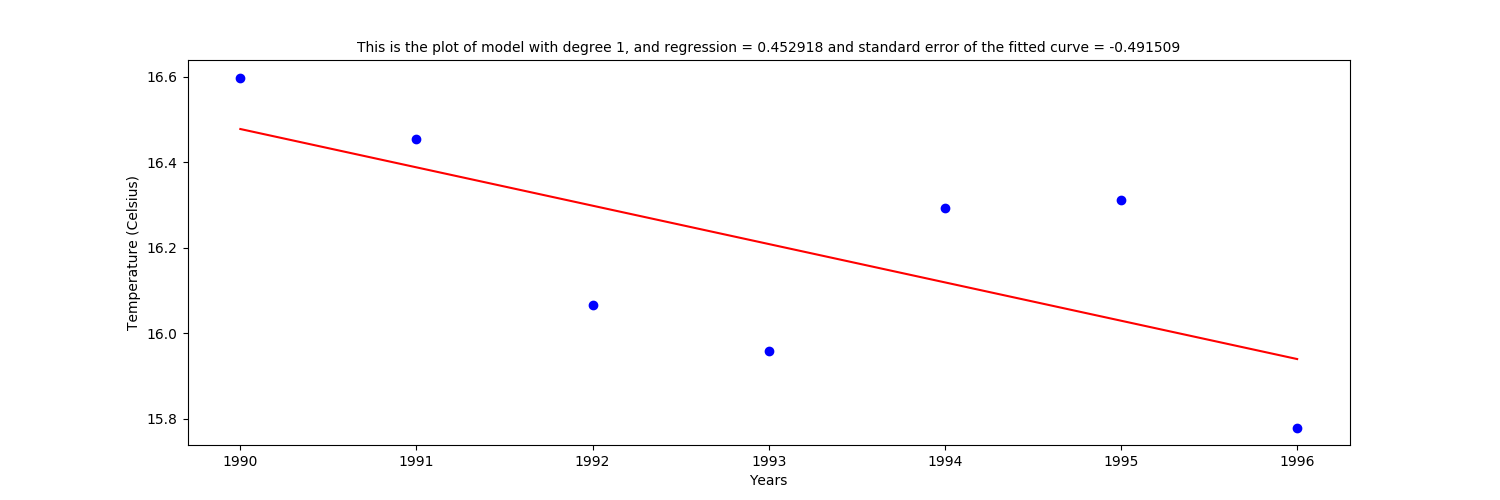 This is the plot of model with degree 1, and regression = 0.452918 and standard error of the fitted curve = -0.491509
16.6
16.4
16.2
16.0
15.8
Temperature (Celsius)
1990 1991 1992 1993 1994 1995 1996
Years